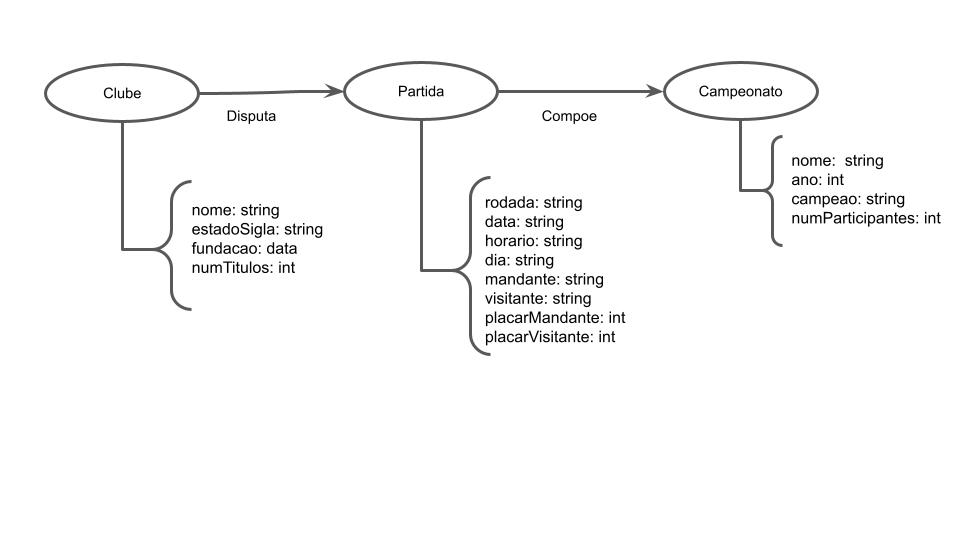 Clube
Disputa
Partida
Compoe
Campeonato
nome: string
estadoSigla: string
fundacao: data
numTitulos: int
rodada: string
data: string
horario: string
dia: string
mandante: string
visitante: string
placarMandante: int
placarVisitante: int
nome:  string
ano: int
campeao: string
numParticipantes: int